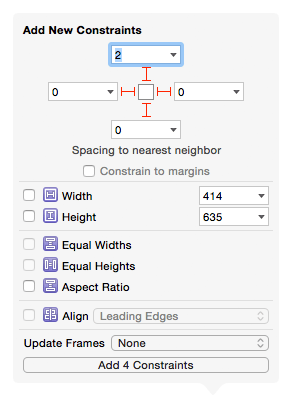 Add New Constraints
2
0 0
0
Spacing to nearest neighbor
Constrain to margins
Width 414
Height 635
Equal Widths
Equal Heights
Aspect Ratio
Align Leading Edges
Update Frames None
Add 4 Constraints